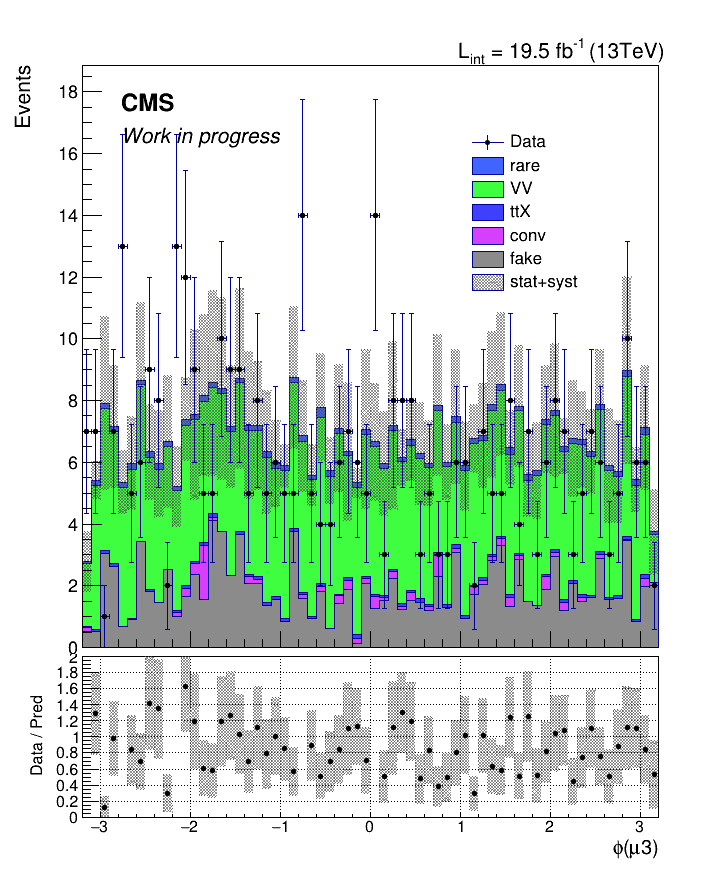 L_int = 19.5 fb^-1 (13TeV)
Events
CMS
Work in progress
Data
rare
VV
ttX
conv
fake
stat+syst
18
16
14
12
10
8
6
4
2
0
Data / Pred
2
1.8
1.6
1.4
1.2
1
0.8
0.6
0.4
0.2
0
−3 −2 −1 0 1 2 3
ϕ(μ3)